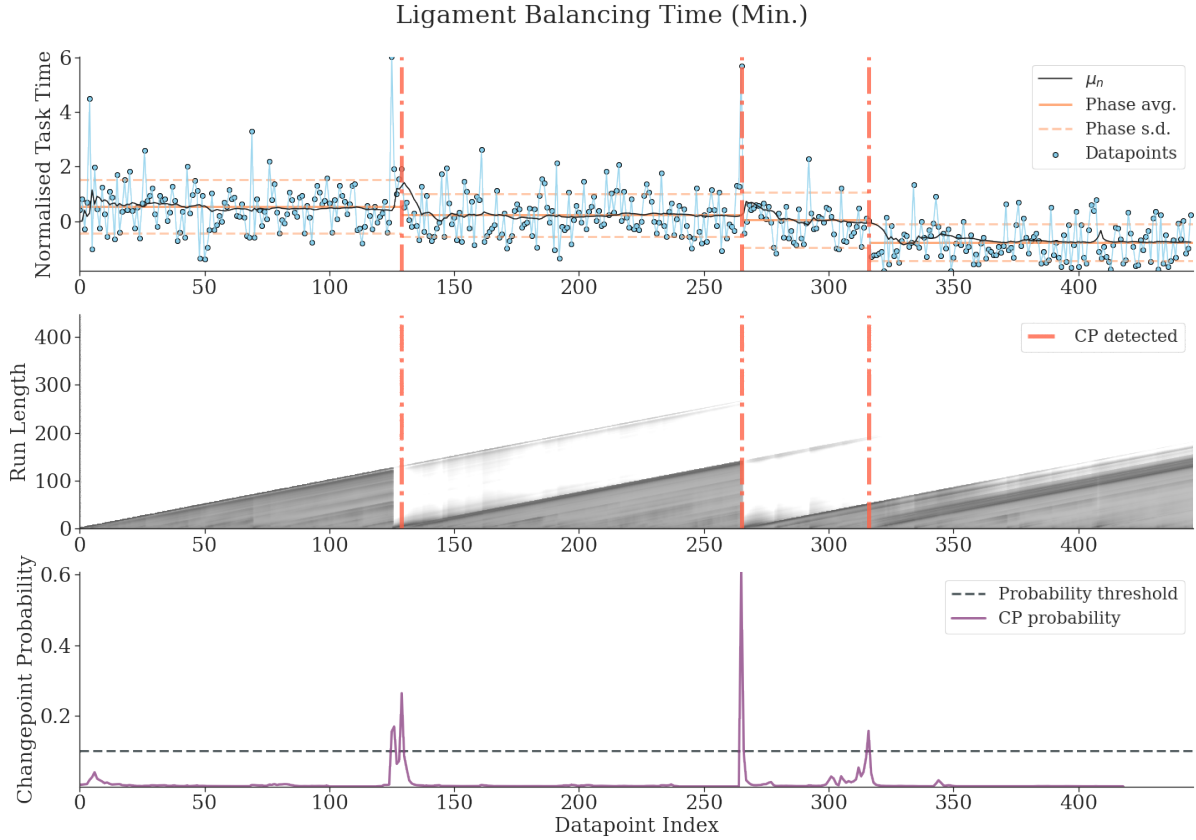 Ligament Balancing Time (Min.)
Normalised Task Time
6
4
2
0
μn
Phase avg.
Phase s.d.
Datapoints
0 50 100 150 200 250 300 350 400
Run Length
400
300
200
100
0
CP detected
0 50 100 150 200 250 300 350 400
Changepoint Probability
0.6
0.4
0.2
Probability threshold
CP probability
0 50 100 150 200 250 300 350 400
Datapoint Index